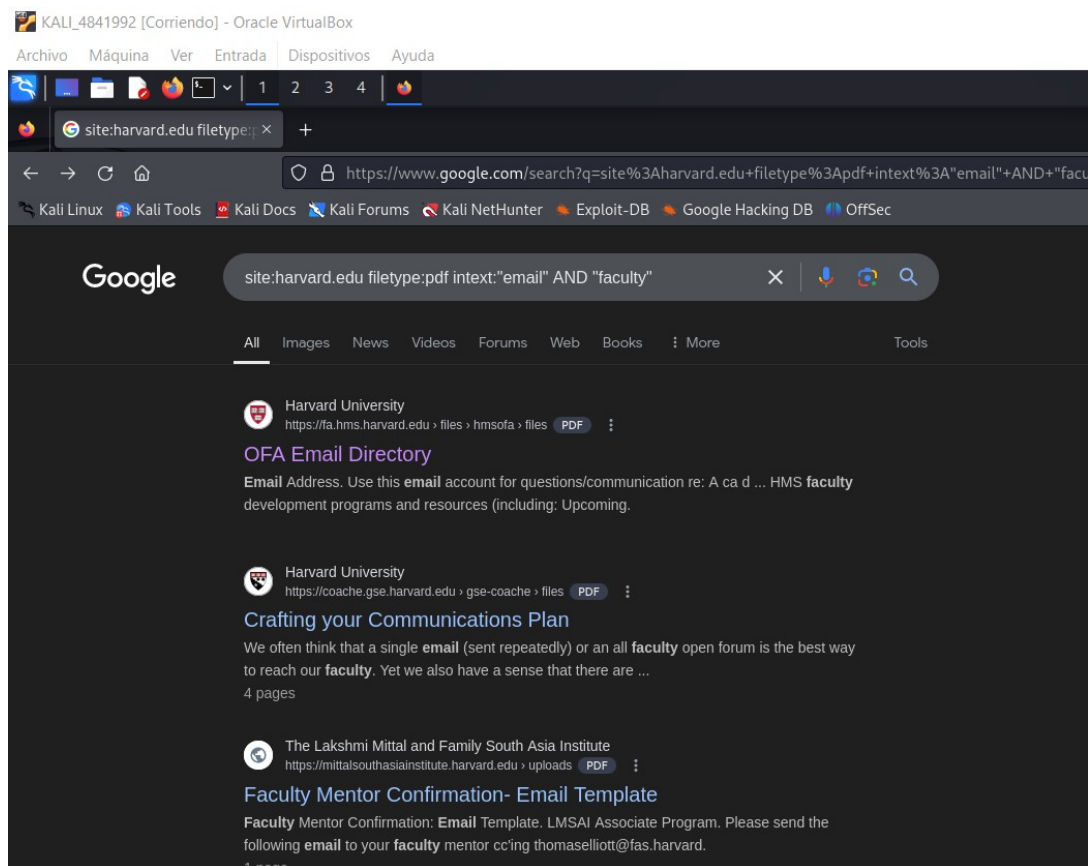 KALI_4841992 [Corriendo] - Oracle VirtualBox
Archivo Máquina Ver Entrada Dispositivos Ayuda
1 2 3 4
site:harvard.edu filetype:p
https://www.google.com/search?q=site%3Aharvard.edu+filetype%3Apdf+intext%3A"email"+AND+"facu
Kali Linux Kali Tools Kali Docs Kali Forums Kali NetHunter Exploit-DB Google Hacking DB OffSec
Google site:harvard.edu filetype:pdf intext:"email" AND "faculty"
All Images News Videos Forums Web Books More Tools
Harvard University
https://fa.hms.harvard.edu › files › hmsofa › files PDF
OFA Email Directory
Email Address. Use this email account for questions/communication re: A ca d ... HMS faculty
development programs and resources (including: Upcoming.
Harvard University
https://coache.gse.harvard.edu › gse-coache › files PDF
Crafting your Communications Plan
We often think that a single email (sent repeatedly) or an all faculty open forum is the best way
to reach our faculty. Yet we also have a sense that there are ...
4 pages
The Lakshmi Mittal and Family South Asia Institute
https://mittalsouthasiainstitute.harvard.edu › uploads PDF
Faculty Mentor Confirmation- Email Template
Faculty Mentor Confirmation: Email Template. LMSAI Associate Program. Please send the
following email to your faculty mentor cc'ing thomaselliott@fas.harvard.
1 page